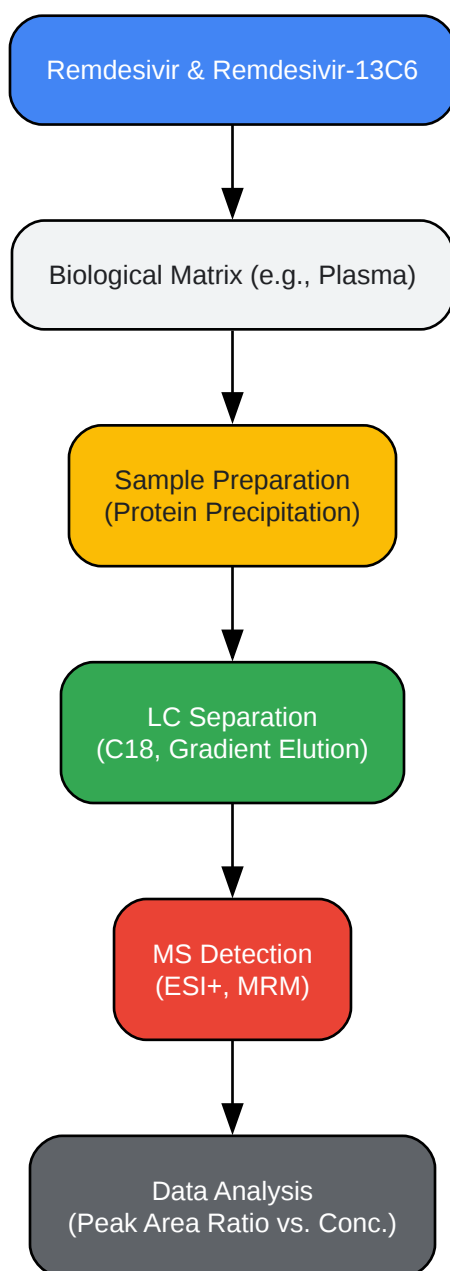 Remdesivir & Remdesivir-13C6
Biological Matrix (e.g., Plasma)
Sample Preparation
(Protein Precipitation)
LC Separation
(C18, Gradient Elution)
MS Detection
(ESI+, MRM)
Data Analysis
(Peak Area Ratio vs. Conc.)